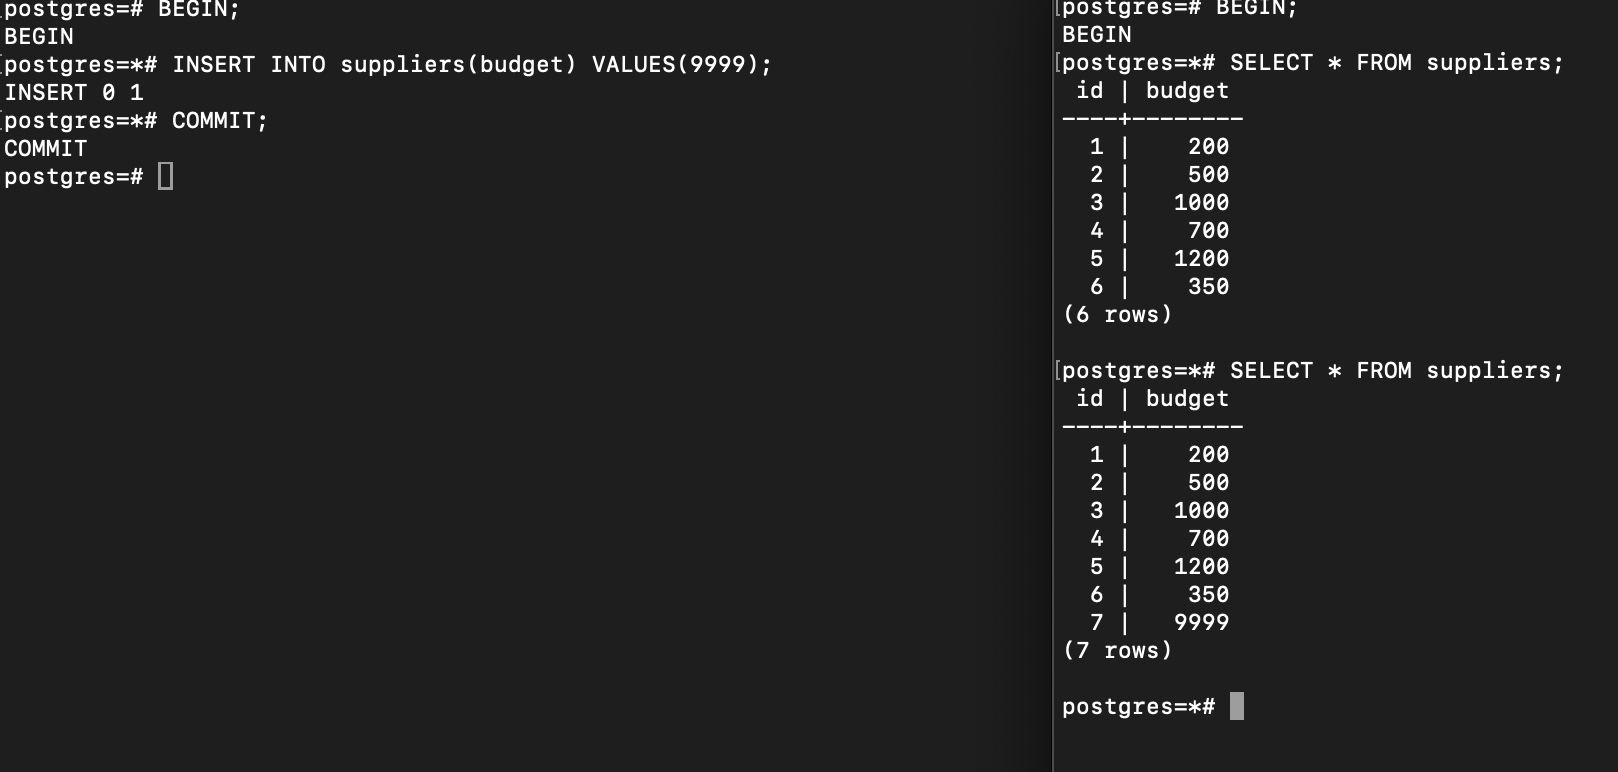 postgres=# BEGIN;
BEGIN
postgres=*# INSERT INTO suppliers(budget) VALUES(9999);
INSERT 0 1
postgres=*# COMMIT;
COMMIT
postgres=#
[postgres=# BEGIN;
BEGIN
[postgres=*# SELECT * FROM suppliers;
 id | budget
----+--------
  1 |    200
  2 |    500
  3 |   1000
  4 |    700
  5 |   1200
  6 |    350
(6 rows)
[postgres=*# SELECT * FROM suppliers;
 id | budget
----+--------
  1 |    200
  2 |    500
  3 |   1000
  4 |    700
  5 |   1200
  6 |    350
  7 |   9999
(7 rows)
postgres=*#